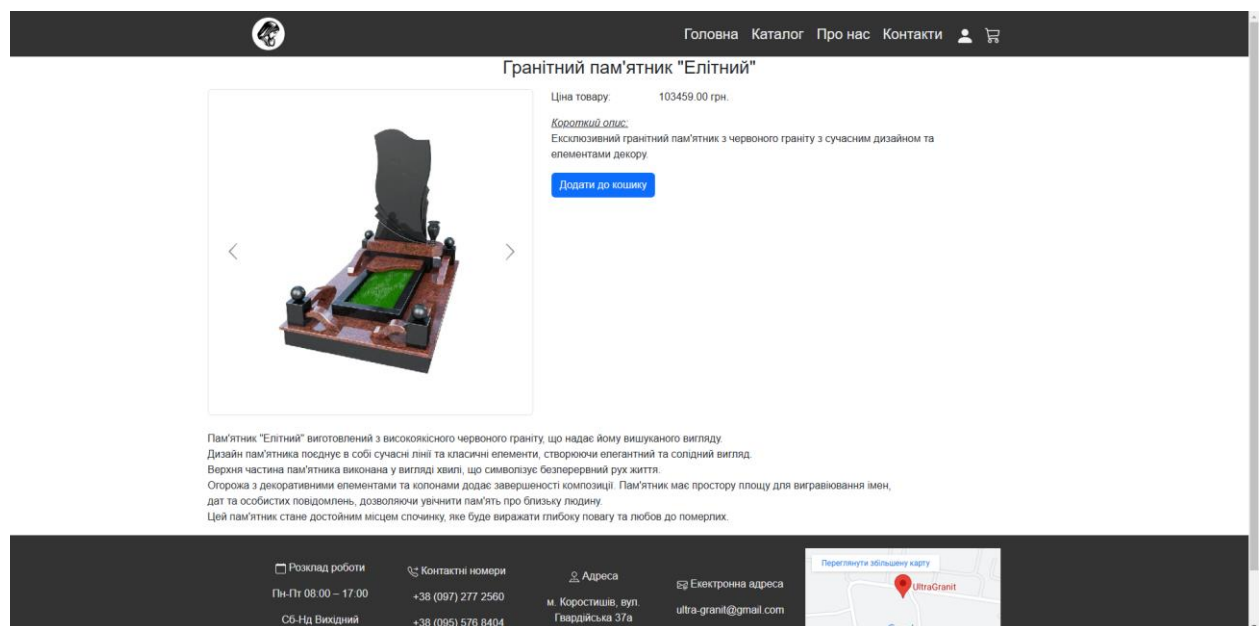 Головна Каталог Про нас Контакти
Гранітний пам'ятник "Елітний"
Ціна товару: 103459.00 грн.
Короткий опис:
Ексклюзивний гранітний пам'ятник з червоного граніту з сучасним дизайном та
елементами декору.
Додати до кошику
Пам'ятник "Елітний" виготовлений з високоякісного червоного граніту, що надає йому вишуканого вигляду.
Дизайн пам'ятника поєднує в собі сучасні лінії та класичні елементи, створюючи елегантний та солідний вигляд.
Верхня частина пам'ятника виконана у вигляді хвилі, що символізує безперервний рух життя.
Огорожа з декоративними елементами та колонами додає завершеності композиції. Пам'ятник має простору площу для вигравіювання імен,
дат та особистих повідомлень, дозволяючи увічнити пам'ять про близьку людину.
Цей пам'ятник стане достойним місцем спочинку, яке буде виражати глибоку повагу та любов до померлих.
Розклад роботи
Пн-Пт 08:00 – 17:00
Сб-Нд Вихідний
Контактні номери
+38 (097) 277 2560
+38 (095) 576 8404
Адреса
м. Коростишів, вул.
Гвардійська 37а
Електронна адреса
ultra-granit@gmail.com
Переглянути збільшену карту
UltraGranit